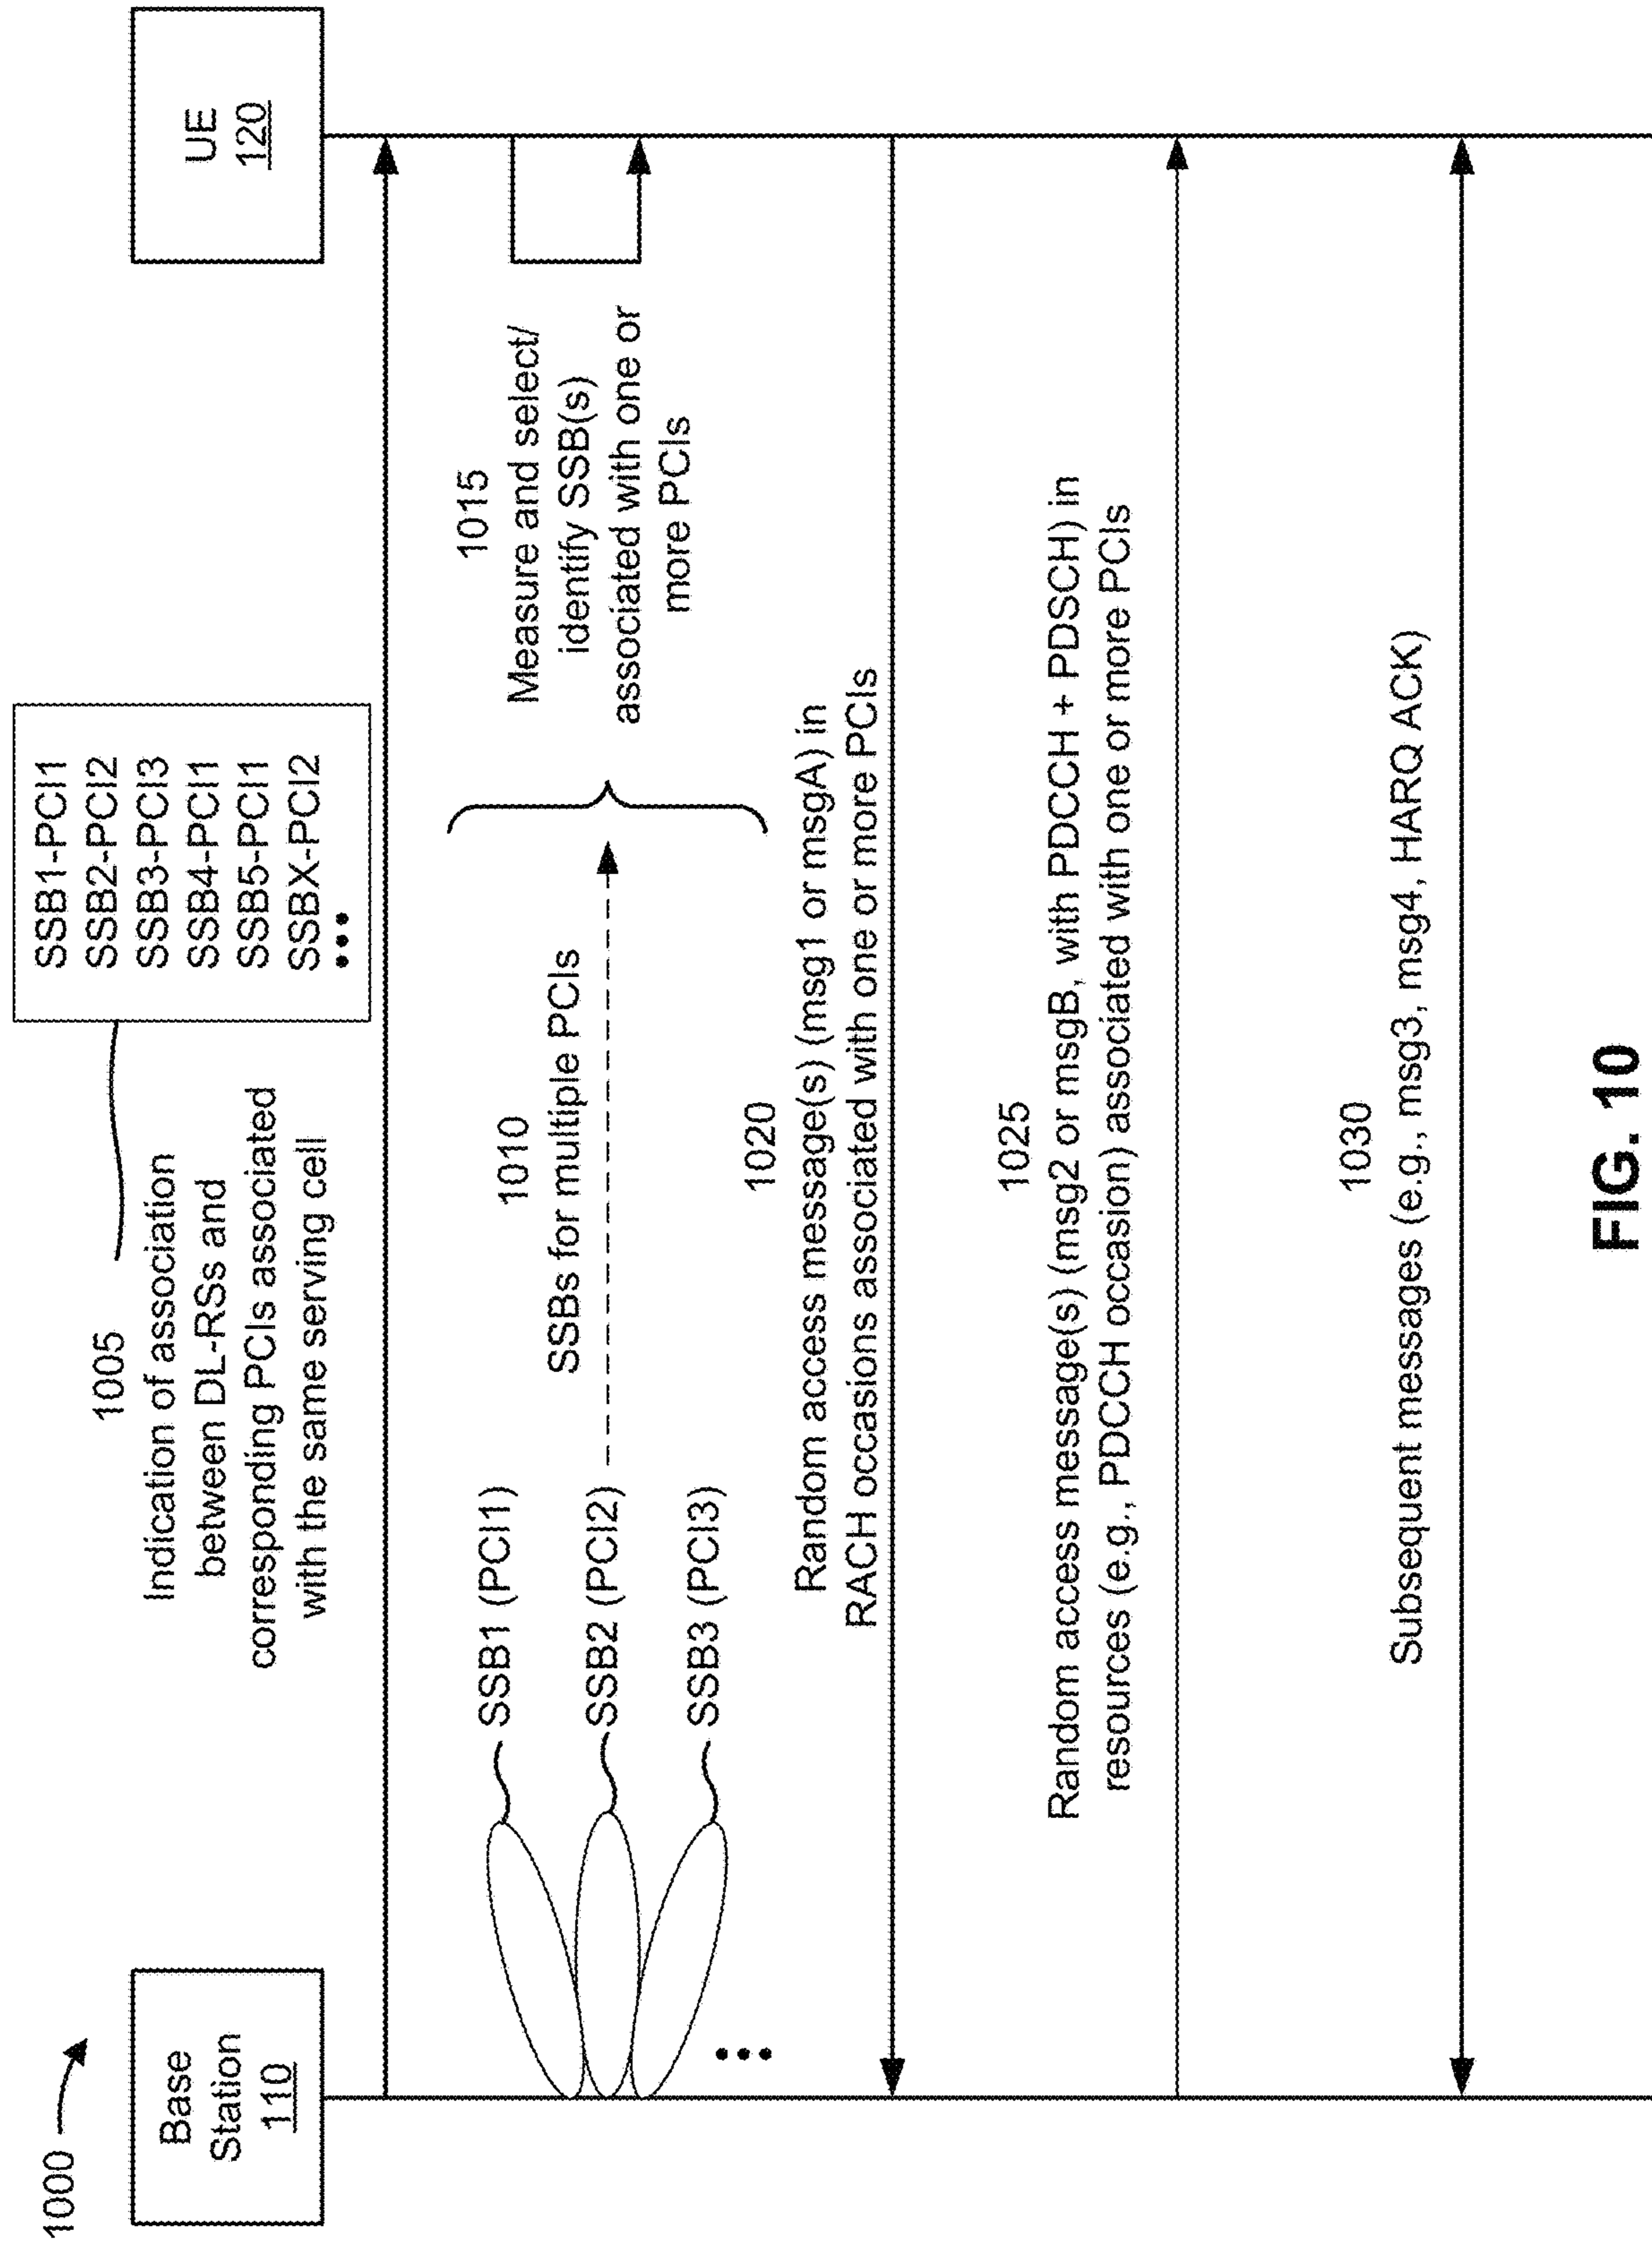 1000
Base
Station
110
UE
120
1005
Indication of association
between DL-RSs and
corresponding PCIs associated
with the same serving cell
SSB1-PCI1
SSB2-PCI2
SSB3-PCI3
SSB4-PCI1
SSB5-PCI1
SSBX-PCI2
•••
SSB1 (PCI1)
SSB2 (PCI2)
SSB3 (PCI3)
1010
SSBs for multiple PCIs
1015
Measure and select/
identify SSB(s)
associated with one or
more PCIs
1020
Random access message(s) (msg1 or msgA) in
RACH occasions associated with one or more PCIs
1025
Random access message(s) (msg2 or msgB, with PDCCH + PDSCH) in
resources (e.g., PDCCH occasion) associated with one or more PCIs
1030
Subsequent messages (e.g., msg3, msg4, HARQ ACK)
FIG. 10